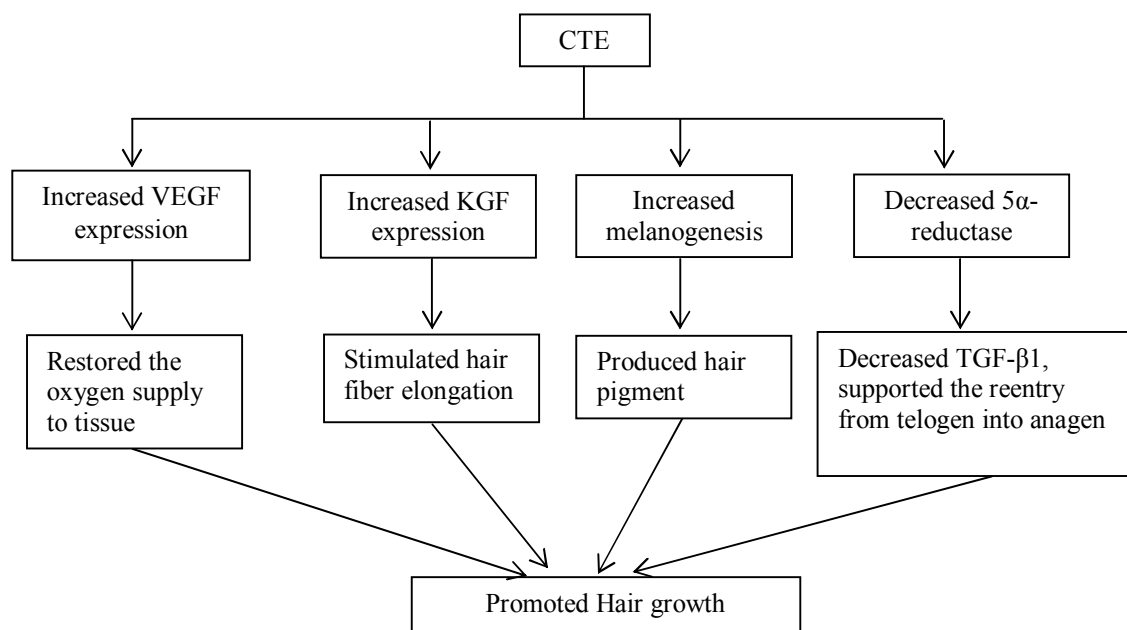 CTE
Increased VEGF
expression
Increased KGF
expression
Increased
melanogenesis
Decreased 5α-
reductase
Restored the
oxygen supply
to tissue
Stimulated hair
fiber elongation
Produced hair
pigment
Decreased TGF-β1,
supported the reentry
from telogen into anagen
Promoted Hair growth